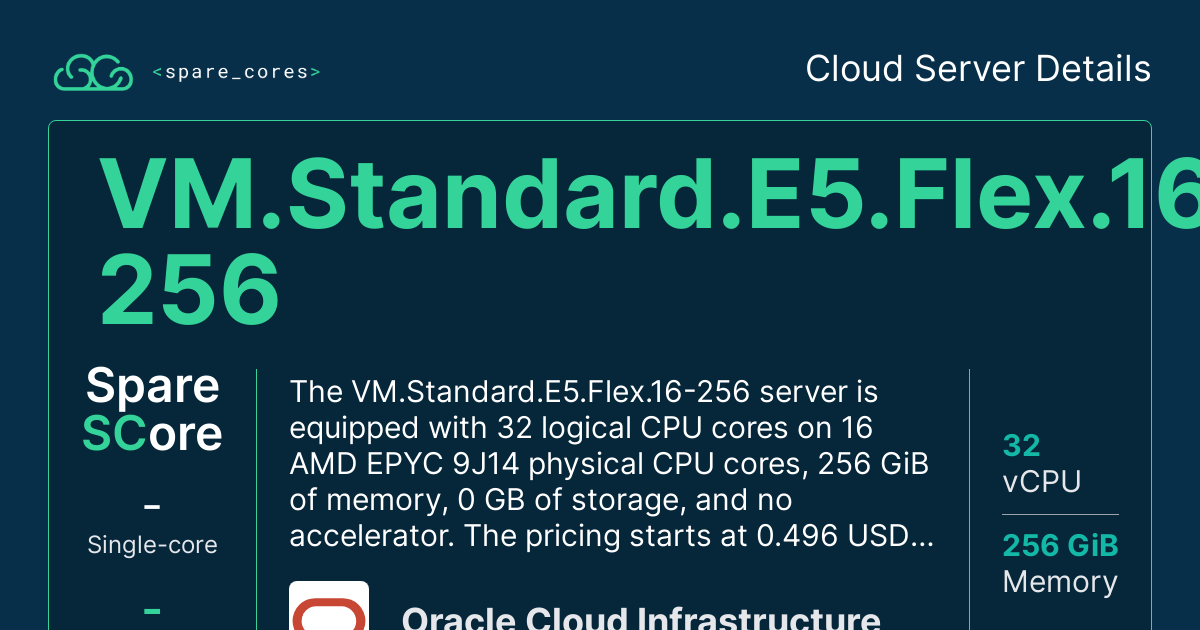 <spare_cores>
Cloud Server Details
VM.Standard.E5.Flex.16
256
Spare
SCore
-
Single-core
-
The VM.Standard.E5.Flex.16-256 server is
equipped with 32 logical CPU cores on 16
AMD EPYC 9J14 physical CPU cores, 256 GiB
of memory, 0 GB of storage, and no
accelerator. The pricing starts at 0.496 USD...
Oracle Cloud Infrastructure
32
vCPU
256 GiB
Memory